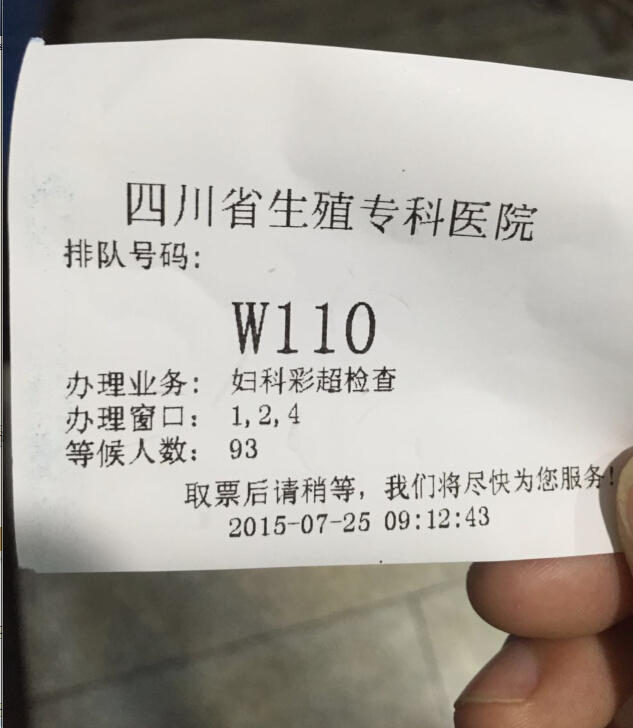 四川省生殖专科医院
排队号码:
W110
办理业务: 妇科彩超检查
办理窗口: 1,2,4
等候人数: 93
取票后请稍等，我们将尽快为您服务!
2015-07-25 09:12:43